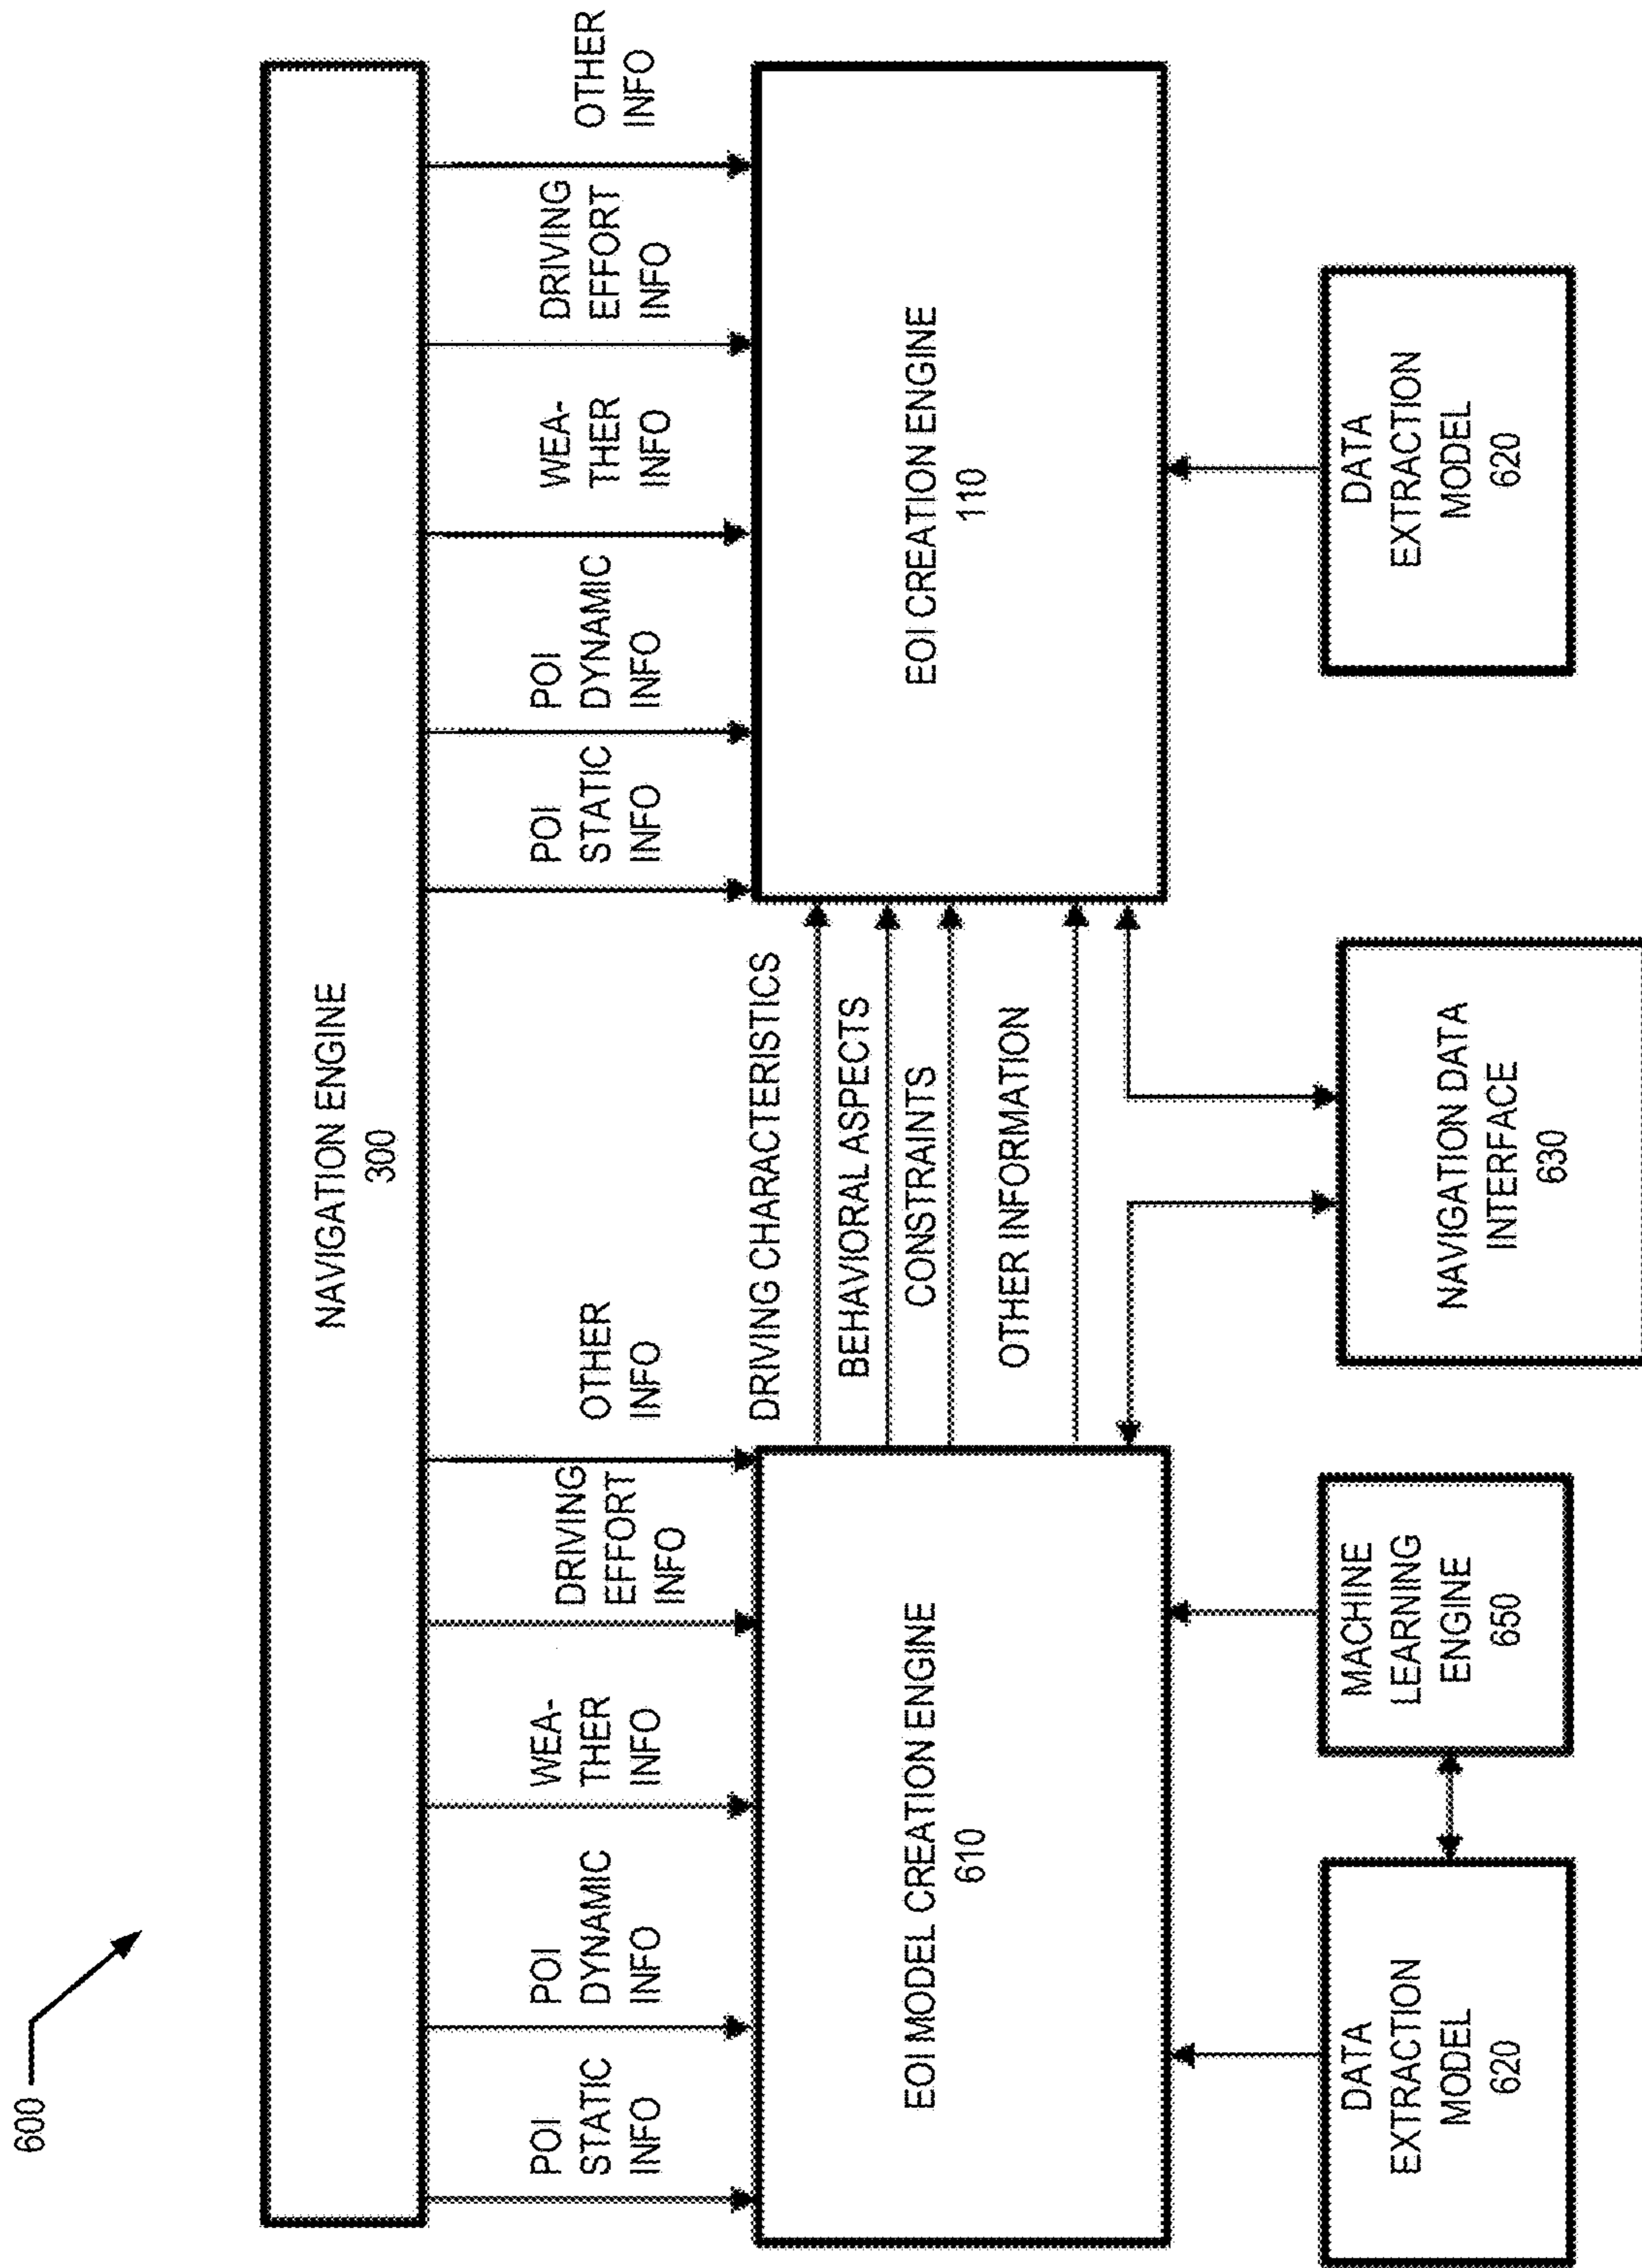 600
NAVIGATION ENGINE
300
POI
STATIC
INFO
POI
DYNAMIC
INFO
WEA-
THER
INFO
DRIVING
EFFORT
INFO
OTHER
INFO
POI
STATIC
INFO
POI
DYNAMIC
INFO
WEA-
THER
INFO
DRIVING
EFFORT
INFO
OTHER
INFO
EOI MODEL CREATION ENGINE
610
DRIVING CHARACTERISTICS
BEHAVIORAL ASPECTS
CONSTRAINTS
OTHER INFORMATION
EOI CREATION ENGINE
110
DATA
EXTRACTION
MODEL
620
MACHINE
LEARNING
ENGINE
650
NAVIGATION DATA
INTERFACE
630
DATA
EXTRACTION
MODEL
620